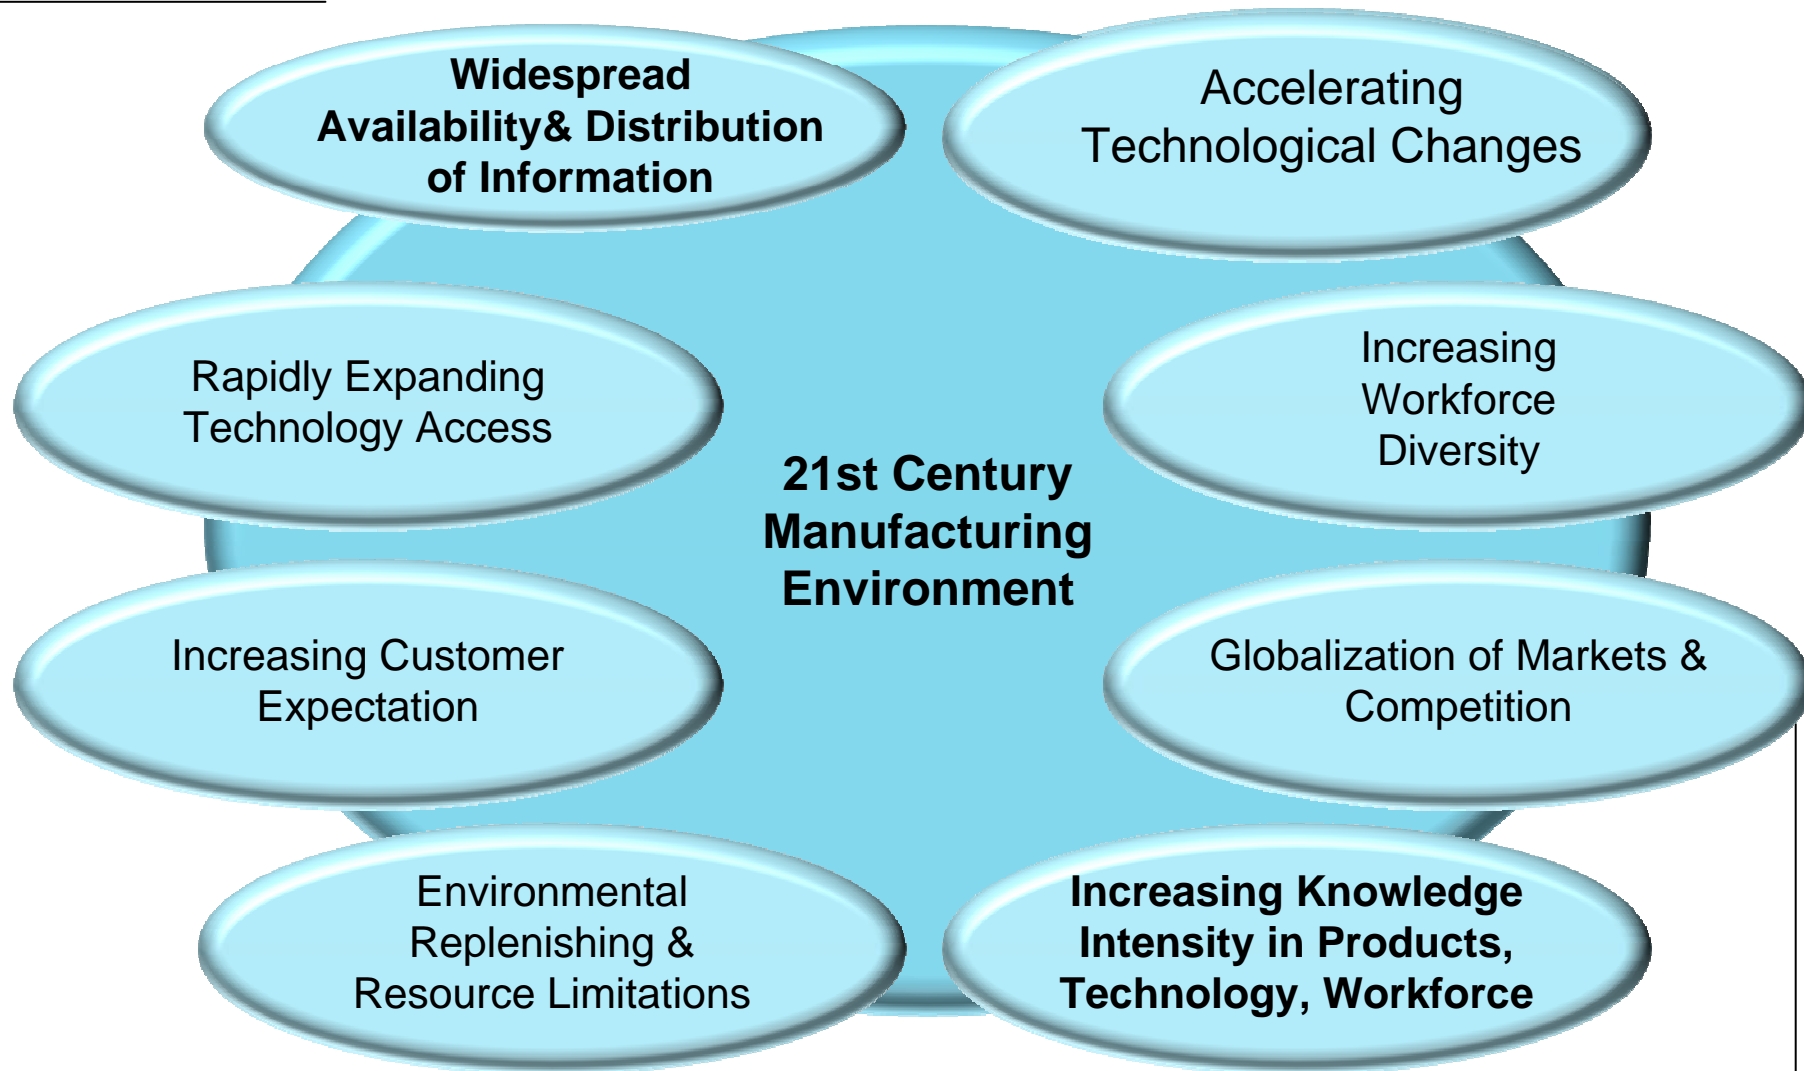 Widespread
Availability& Distribution
of Information
Accelerating
Technological Changes
Rapidly Expanding
Technology Access
Increasing
Workforce
Diversity
21st Century
Manufacturing
Environment
Increasing Customer
Expectation
Globalization of Markets &
Competition
Environmental
Replenishing &
Resource Limitations
Increasing Knowledge
Intensity in Products,
Technology, Workforce